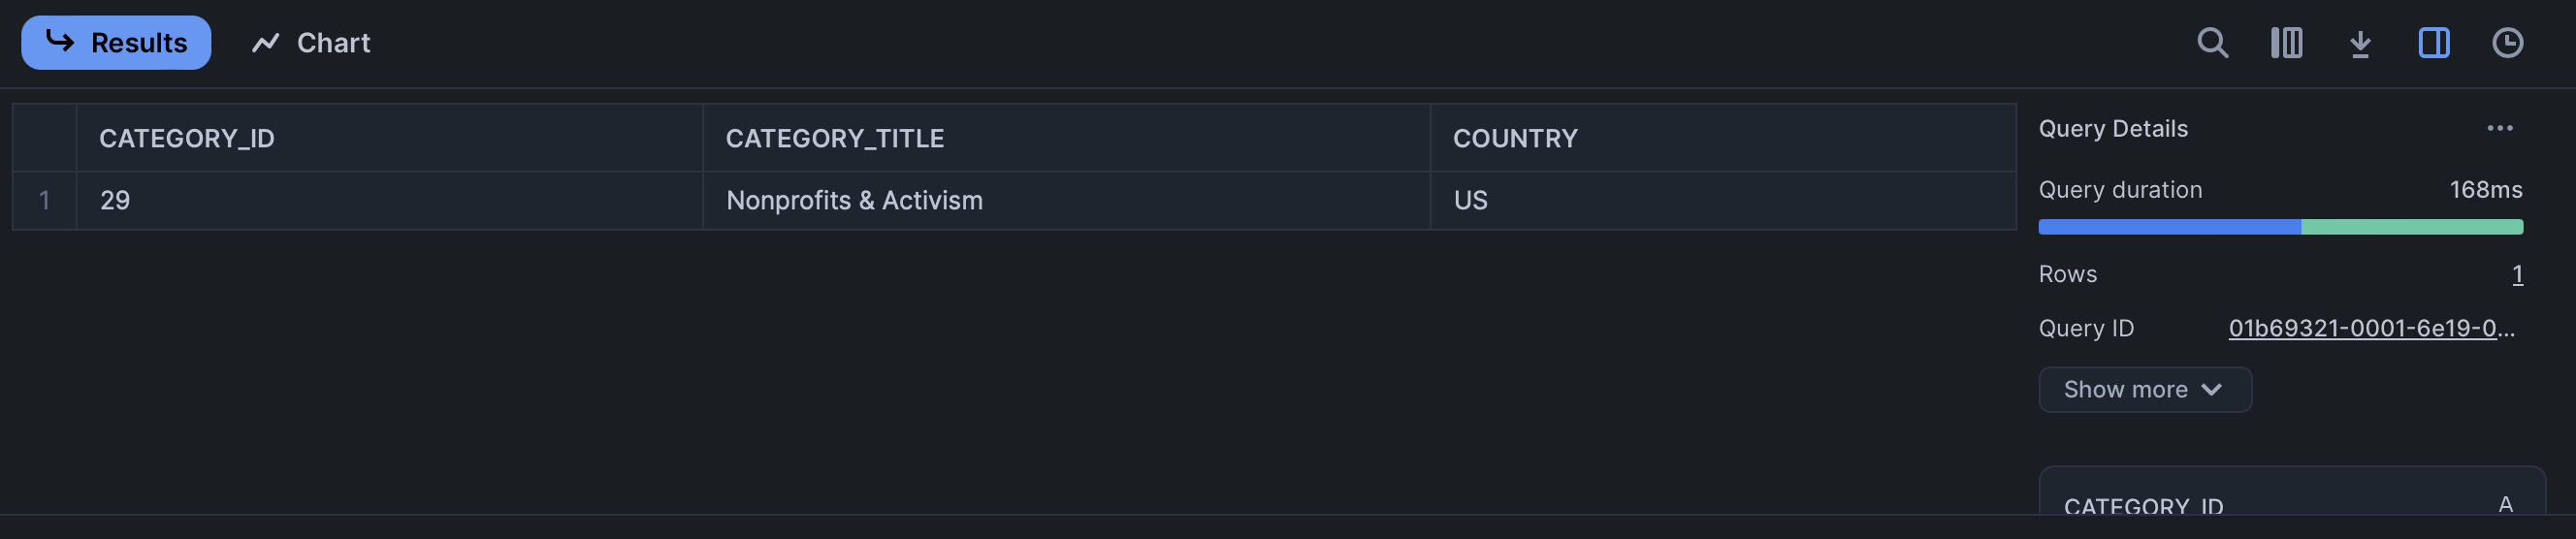 Results Chart
CATEGORY_ID CATEGORY_TITLE COUNTRY
1 29 Nonprofits & Activism US
Query Details ...
Query duration 168ms
Rows 1
Query ID 01b69321-0001-6e19-0...
Show more
CATEGORY_ID A